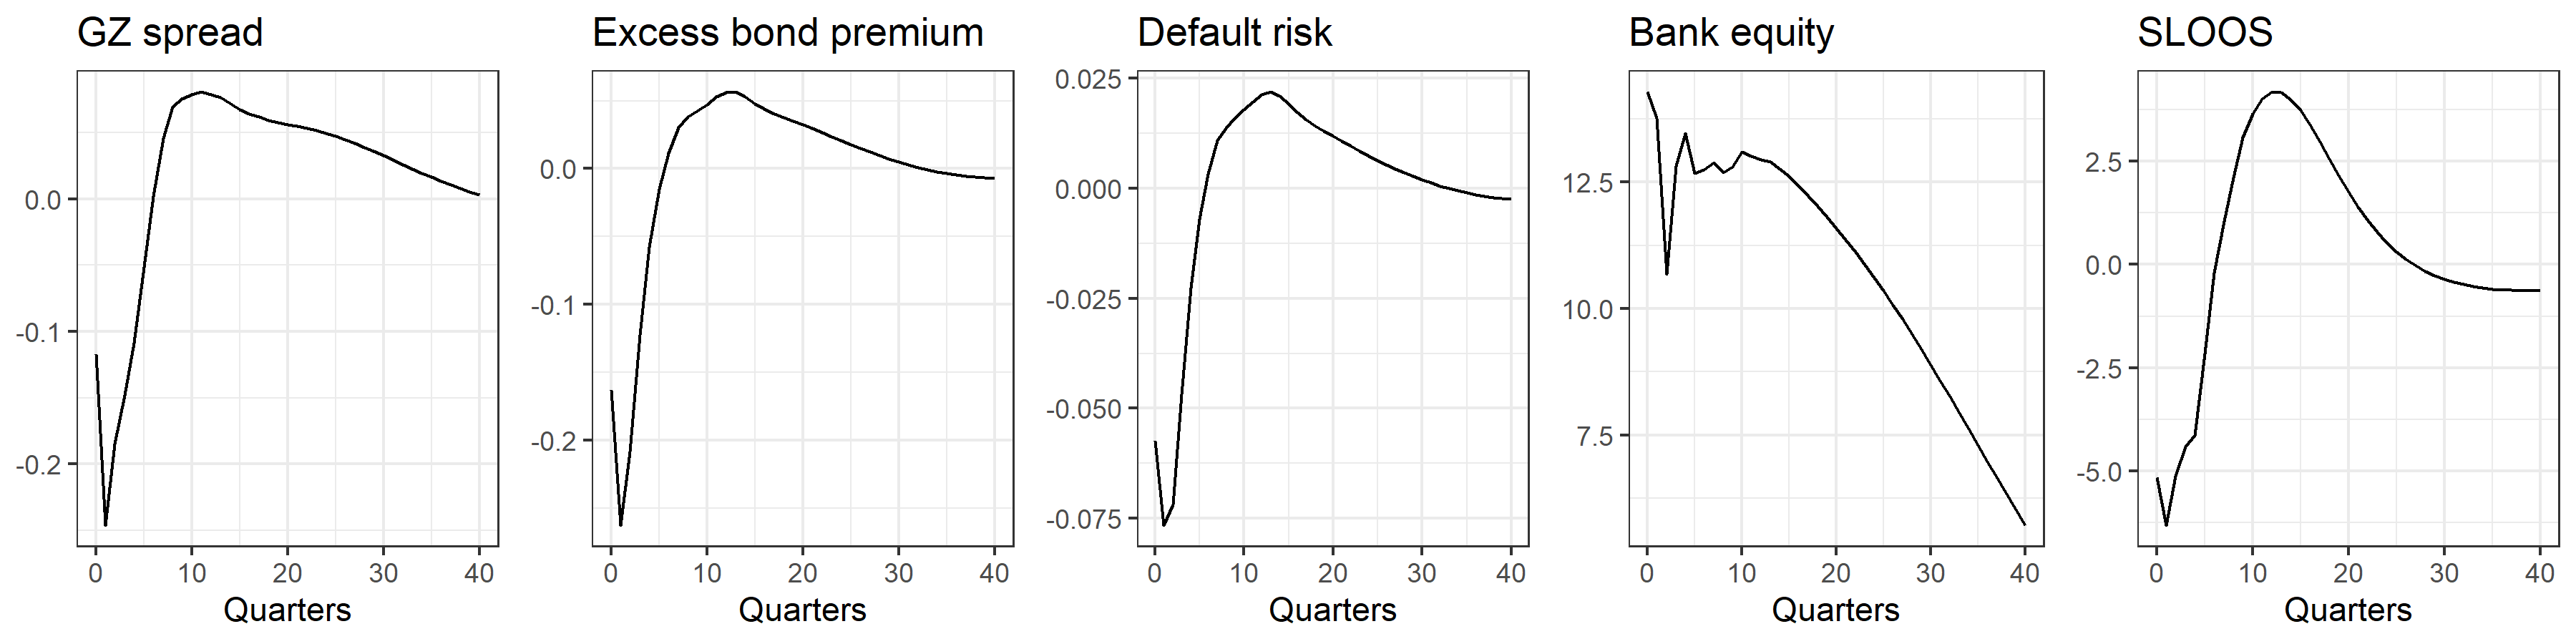 GZ spread
0.0
-0.1
-0.2
0 10 20 30 40
Quarters
Excess bond premium
0.0
-0.1
-0.2
0 10 20 30 40
Quarters
Default risk
0.025
0.000
-0.025
-0.050
-0.075
0 10 20 30 40
Quarters
Bank equity
12.5
10.0
7.5
0 10 20 30 40
Quarters
SLOOS
2.5
0.0
-2.5
-5.0
0 10 20 30 40
Quarters